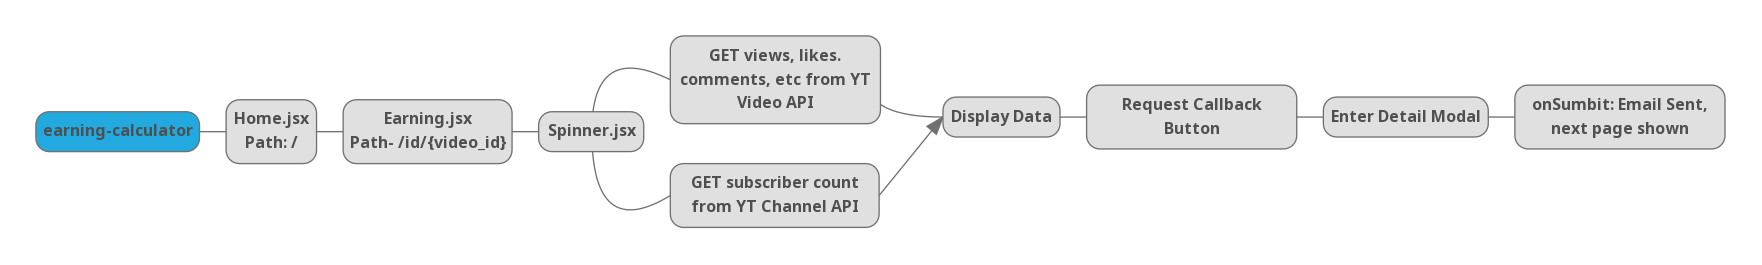 earning-calculator
Home.jsx
Path: /
Earning.jsx
Path- /id/{video_id}
Spinner.jsx
GET views, likes.
comments, etc from YT
Video API
GET subscriber count
from YT Channel API
Display Data
Request Callback
Button
Enter Detail Modal
onSumbit: Email Sent,
next page shown